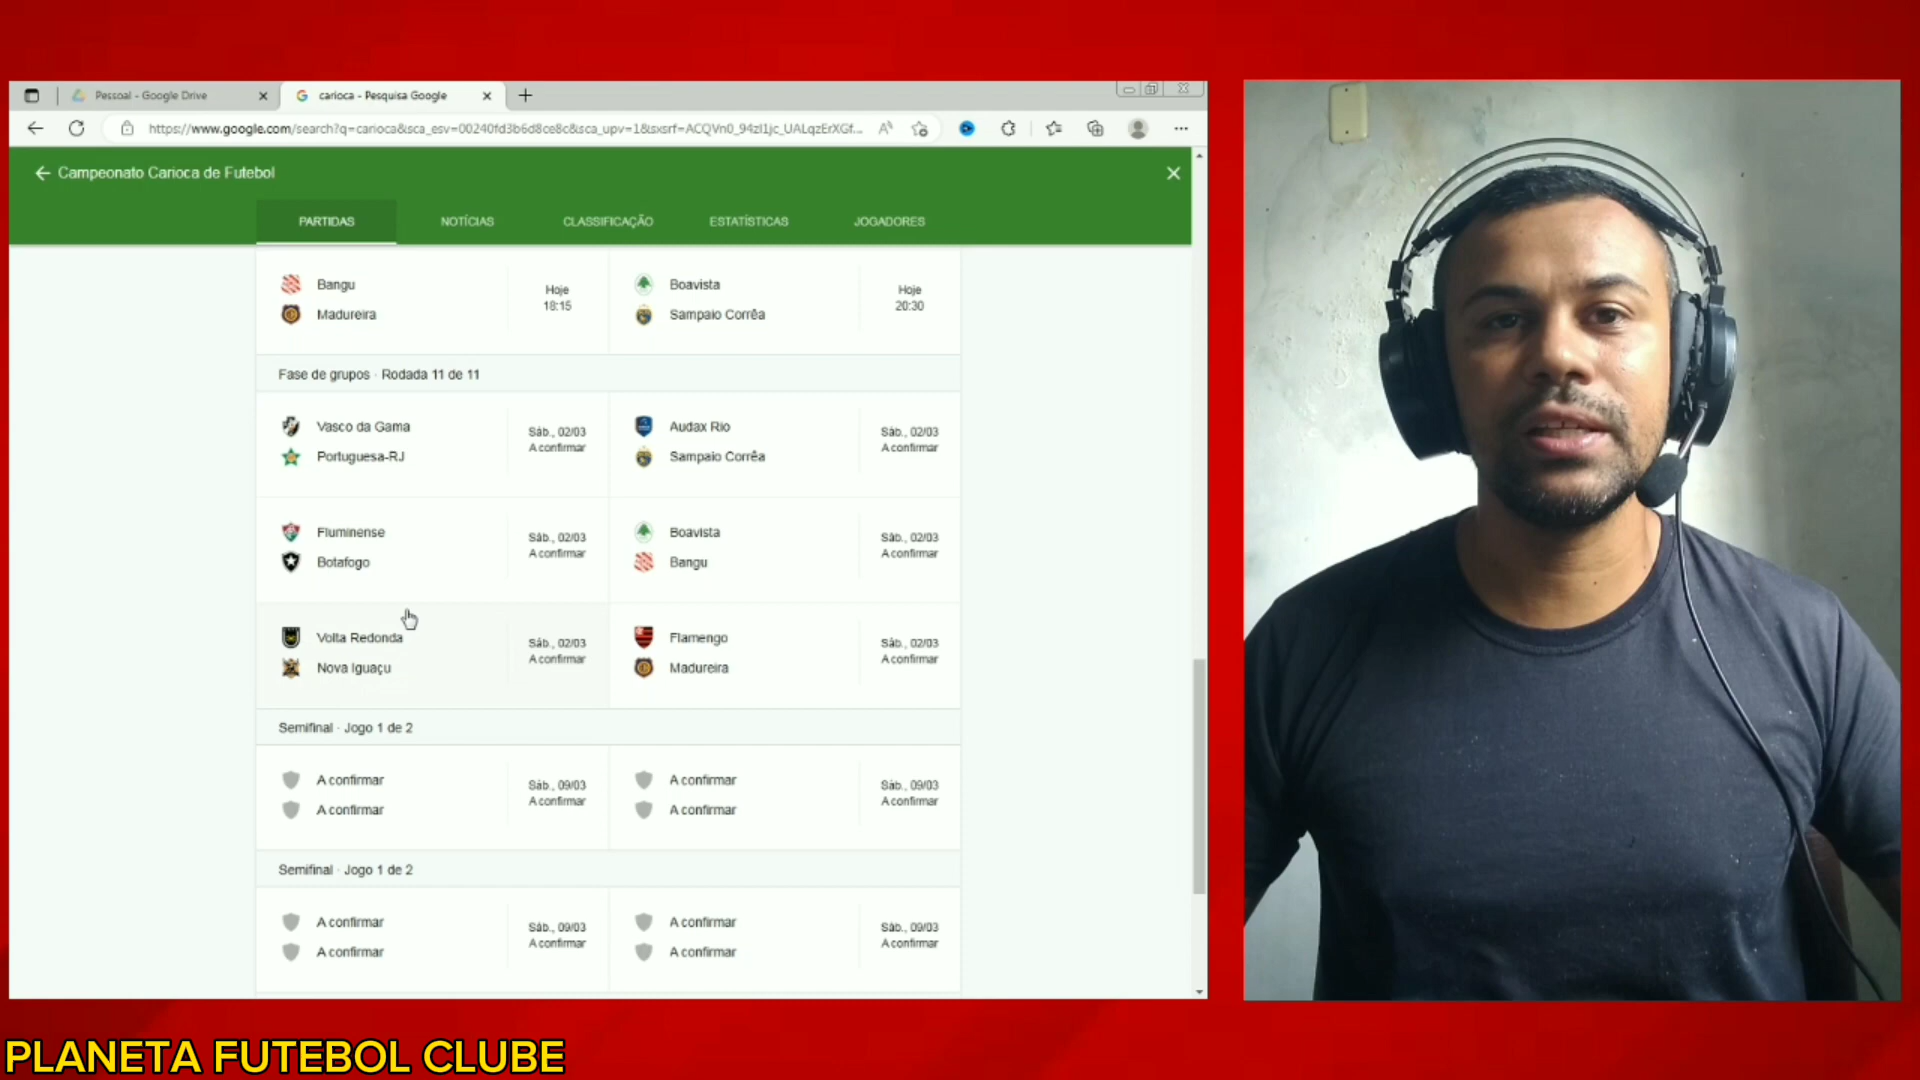 Pessoal - Google Drive
carioca - Pesquisa Google
https://www.google.com/search?q=carioca&sca_esv=00240fd3b6d8ce8c&sca_upv=1&sxsrf=ACQVn0_94zl1jc_UALqzErXGf...
Campeonato Carioca de Futebol
PARTIDAS
NOTÍCIAS
CLASSIFICAÇÃO
ESTATÍSTICAS
JOGADORES
Bangu
Madureira
Hoje
18:15
Boavista
Sampaio Corrêa
Hoje
20:30
Fase de grupos · Rodada 11 de 11
Vasco da Gama
Portuguesa-RJ
Sáb., 02/03
A confirmar
Audax Rio
Sampaio Corrêa
Sáb., 02/03
A confirmar
Fluminense
Botafogo
Sáb., 02/03
A confirmar
Boavista
Bangu
Sáb., 02/03
A confirmar
Volta Redonda
Nova Iguaçu
Sáb., 02/03
A confirmar
Flamengo
Madureira
Sáb., 02/03
A confirmar
Semifinal · Jogo 1 de 2
A confirmar
A confirmar
Sáb., 09/03
A confirmar
A confirmar
A confirmar
Sáb., 09/03
A confirmar
Semifinal · Jogo 1 de 2
A confirmar
A confirmar
Sáb., 09/03
A confirmar
A confirmar
A confirmar
Sáb., 09/03
A confirmar
PLANETA FUTEBOL CLUBE